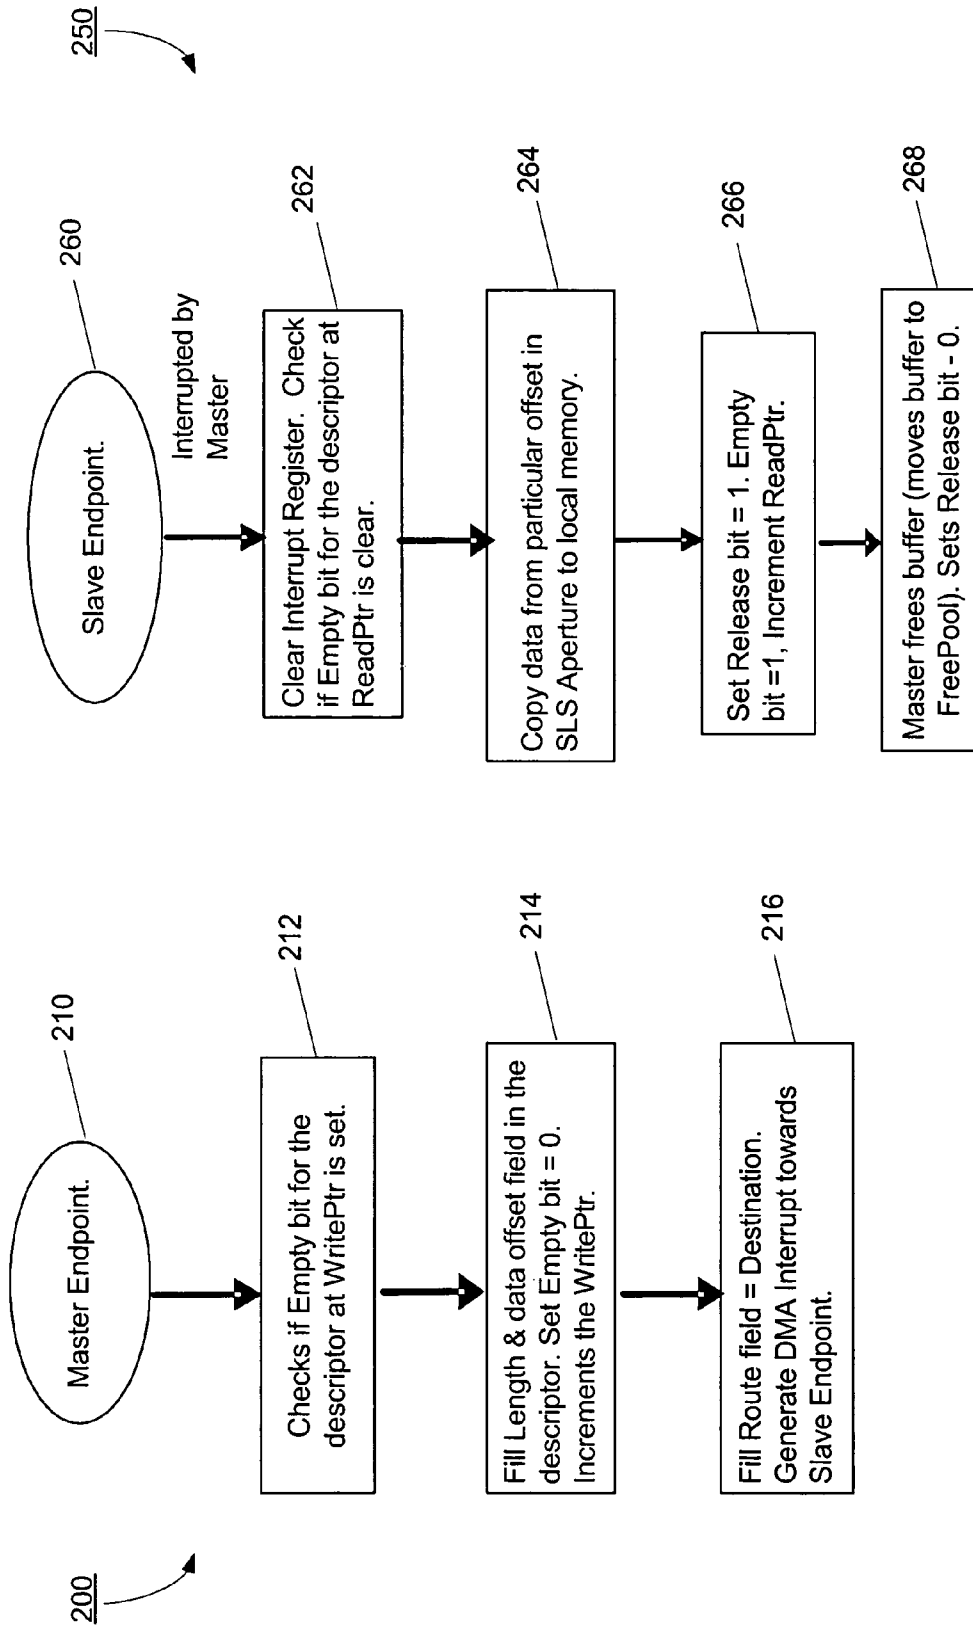 200
Master Endpoint.
210
Checks if Empty bit for the
descriptor at WritePtr is set.
212
Fill Length & data offset field in the
descriptor. Set Empty bit = 0.
Increments the WritePtr.
214
Fill Route field = Destination.
Generate DMA Interrupt towards
Slave Endpoint.
216
250
Slave Endpoint.
260
Interrupted by
Master
Clear Interrupt Register. Check
if Empty bit for the descriptor at
ReadPtr is clear.
262
Copy data from particular offset in
SLS Aperture to local memory.
264
Set Release bit = 1. Empty
bit =1, Increment ReadPtr.
266
Master frees buffer (moves buffer to
FreePool). Sets Release bit - 0.
268